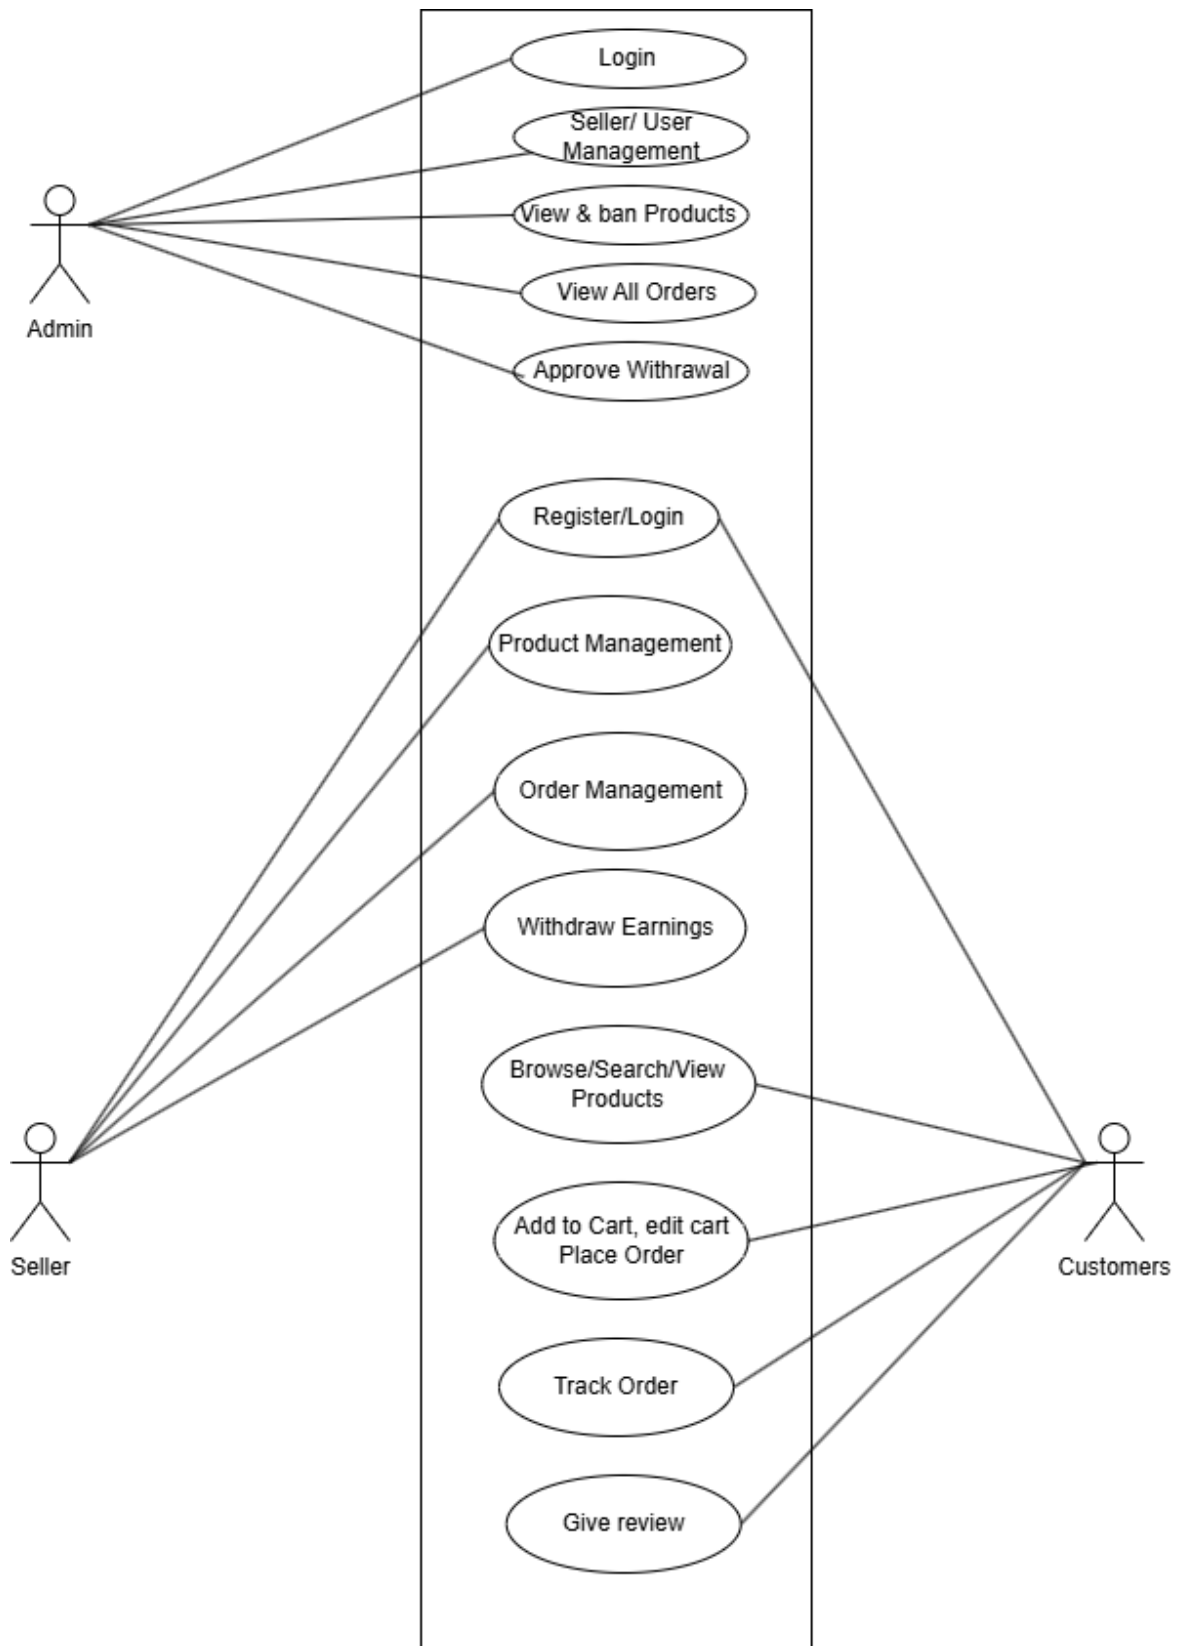 Login
Seller/ User
Management
View & ban Products
View All Orders
Approve Withrawal
Admin
Register/Login
Product Management
Order Management
Withdraw Earnings
Browse/Search/View
Products
Add to Cart, edit cart
Place Order
Seller
Customers
Track Order
Give review